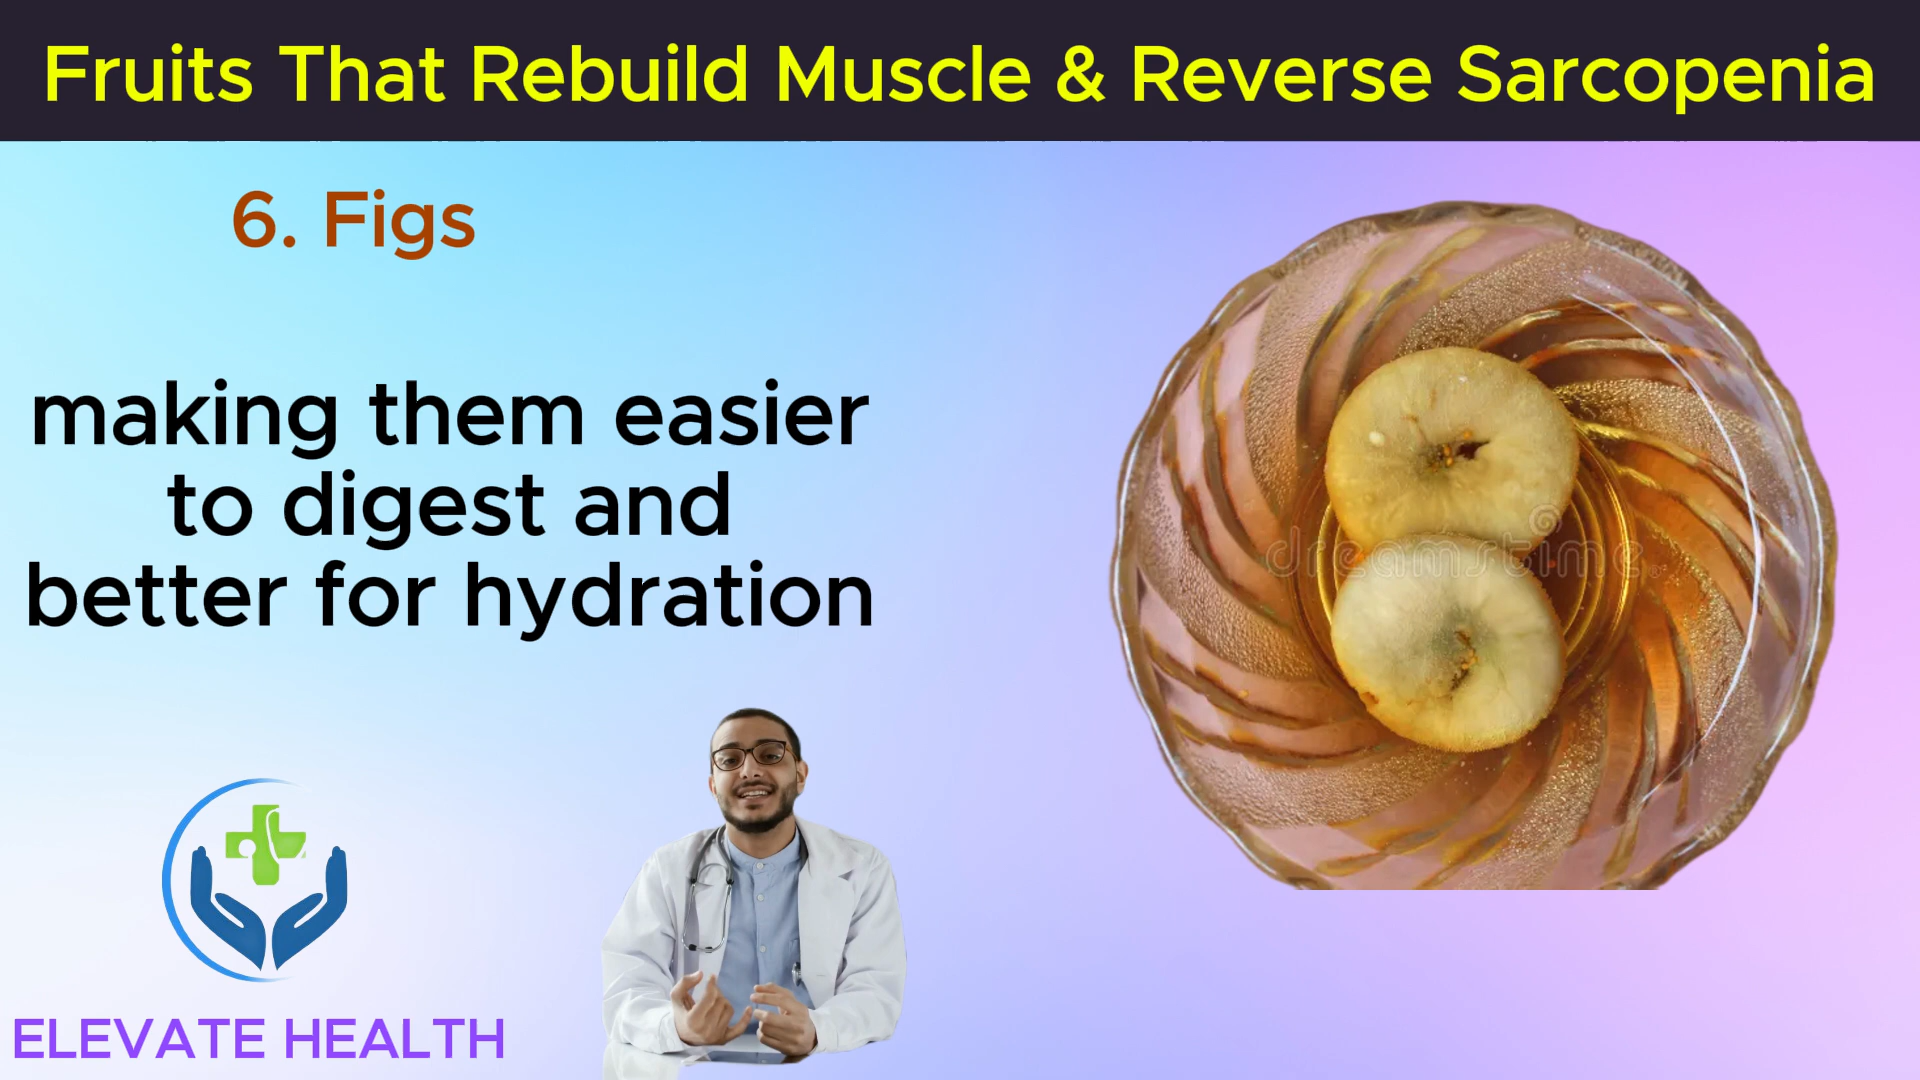 Fruits That Rebuild Muscle & Reverse Sarcopenia
6. Figs
making them easier
to digest and
better for hydration
dreamstime.
ELEVATE HEALTH